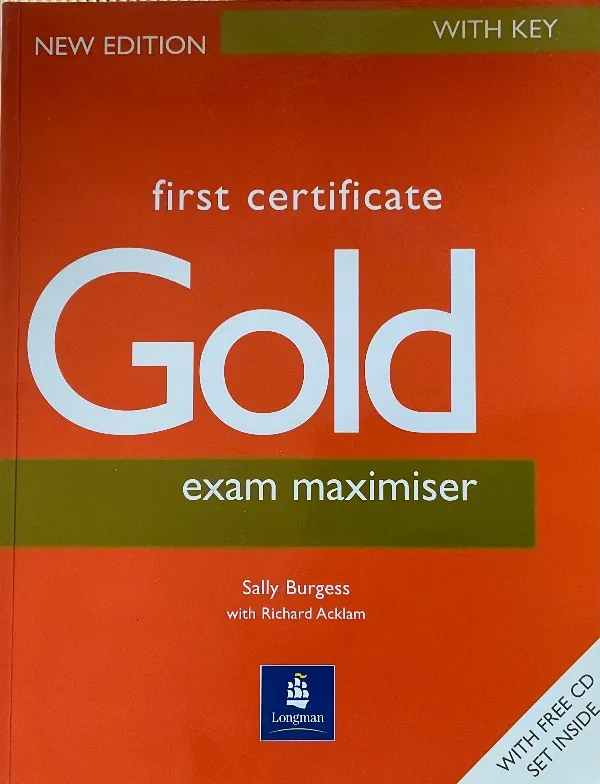 NEW EDITION
WITH KEY
first certificate
Gold
exam maximiser
Sally Burgess
with Richard Acklam
Longman
WITH FREE CD
SET INSIDE